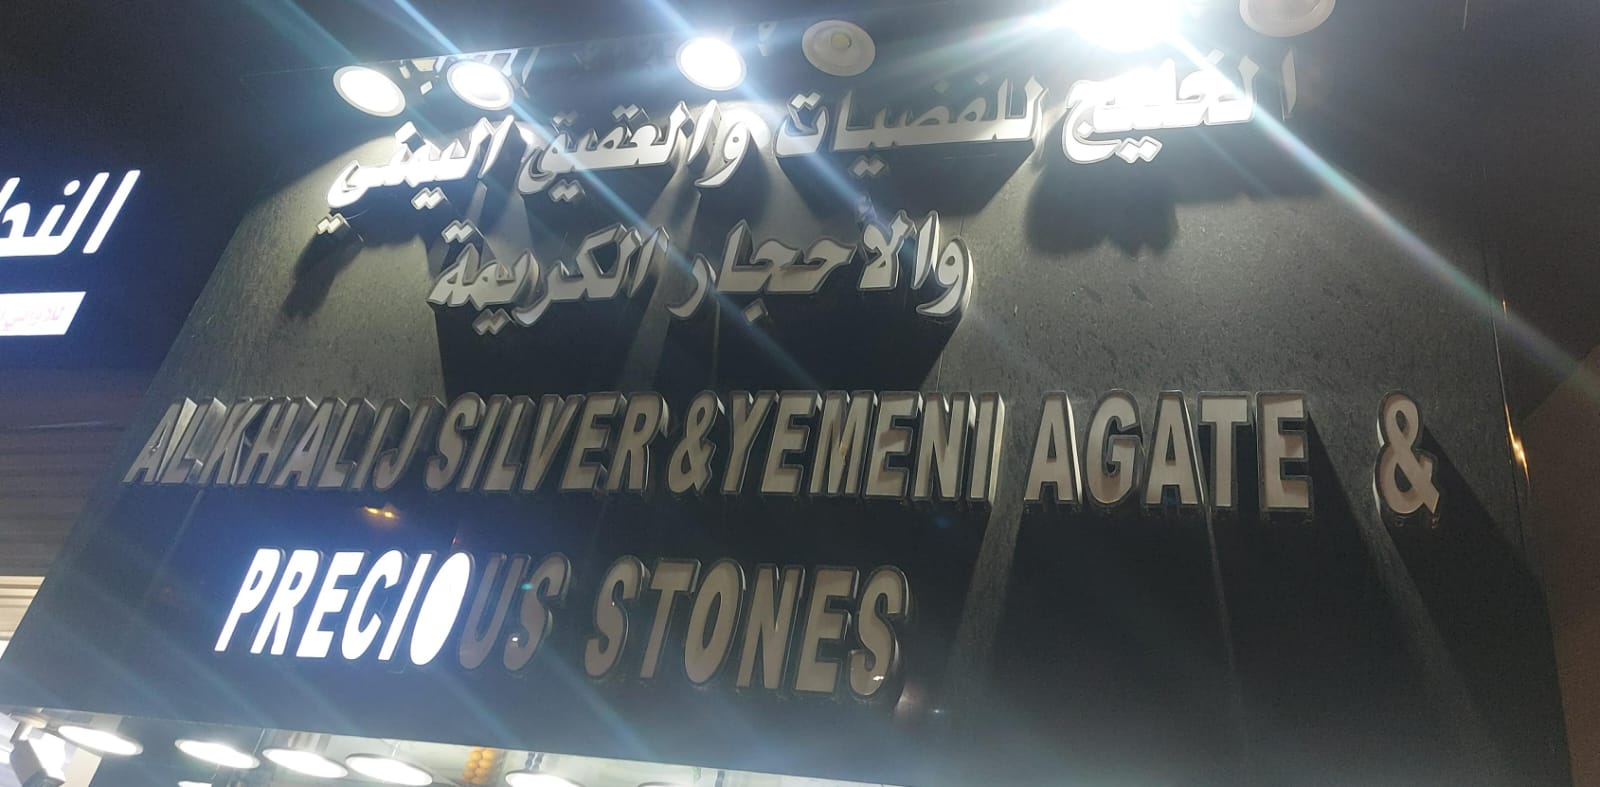 الخليج للفضيات والعقيق اليمني
والأحجار الكريمة
AL KHALIJ SILVER & YEMENI AGATE &
PRECIOUS STONES